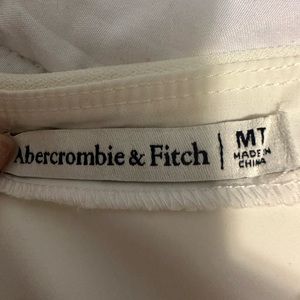 Abercrombie & Fitch | MT
MADE IN
CHINA